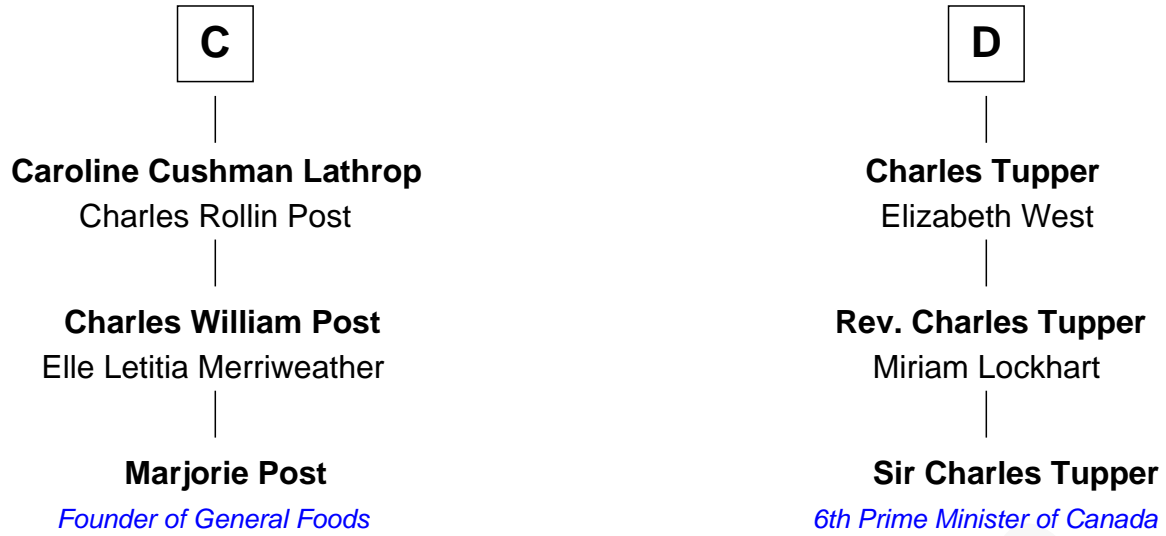 C
Caroline Cushman Lathrop
Charles Rollin Post
Charles William Post
Elle Letitia Merriweather
Marjorie Post
Founder of General Foods
D
Charles Tupper
Elizabeth West
Rev. Charles Tupper
Miriam Lockhart
Sir Charles Tupper
6th Prime Minister of Canada